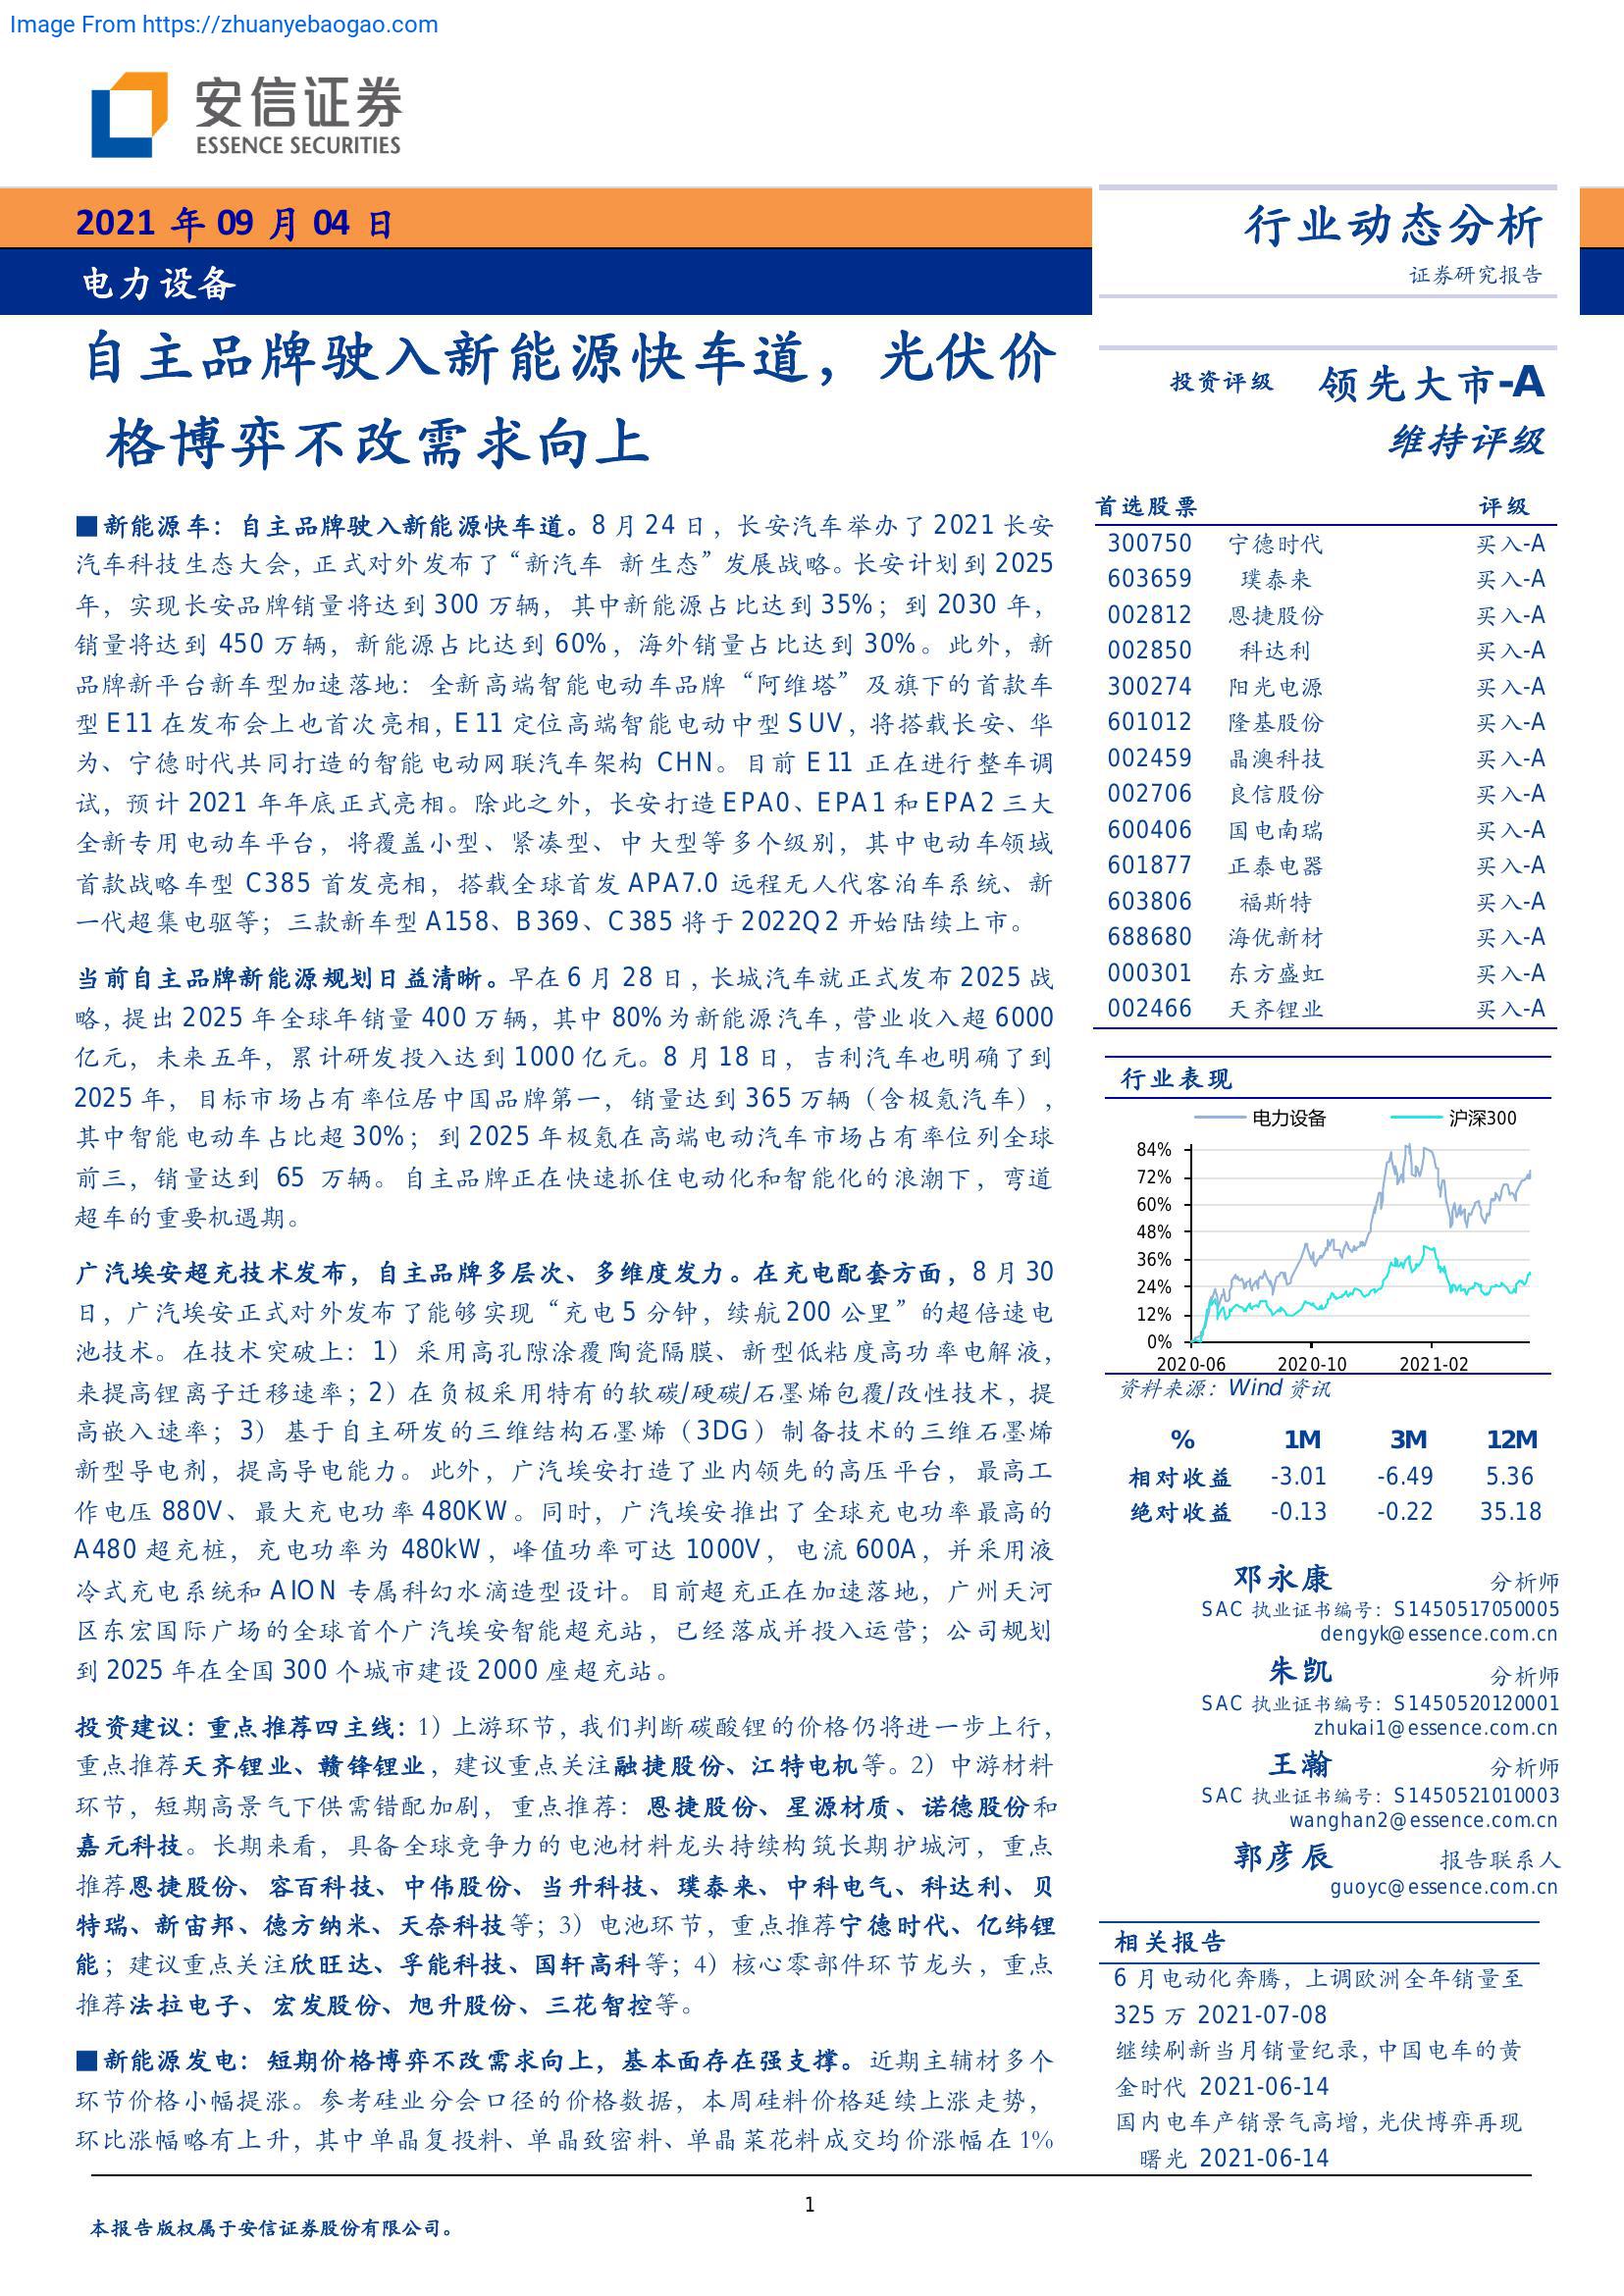 Image From https://zhuanyebaogao.com
安信证券
ESSENCE SECURITIES
2021 年 09 月 04 日
电力设备
自主品牌驶入新能源快车道，光伏价
格博弈不改需求向上
■新能源车：自主品牌驶入新能源快车道。8 月 24 日，长安汽车举办了 2021 长安
汽车科技生态大会，正式对外发布了“新汽车 新生态”发展战略。长安计划到 2025
年，实现长安品牌销量将达到 300 万辆，其中新能源占比达到 35%；到 2030 年，
销量将达到 450 万辆，新能源占比达到 60%，海外销量占比达到 30%。此外，新
品牌新平台新车型加速落地：全新高端智能电动车品牌“阿维塔”及旗下的首款车
型 E11 在发布会上也首次亮相，E11 定位高端智能电动中型 SUV，将搭载长安、华
为、宁德时代共同打造的智能电动网联汽车架构 CHN。目前 E11 正在进行整车调
试，预计 2021 年年底正式亮相。除此之外，长安打造 EPA0、EPA1 和 EPA2 三大
全新专用电动车平台，将覆盖小型、紧凑型、中大型等多个级别，其中电动车领域
首款战略车型 C385 首发亮相，搭载全球首发 APA7.0 远程无人代客泊车系统、新
一代超集电驱等；三款新车型 A158、B369、C385 将于 2022Q2 开始陆续上市。
当前自主品牌新能源规划日益清晰。早在 6 月 28 日，长城汽车就正式发布 2025 战
略，提出 2025 年全球年销量 400 万辆，其中 80%为新能源汽车，营业收入超 6000
亿元，未来五年，累计研发投入达到 1000 亿元。8 月 18 日，吉利汽车也明确了到
2025 年，目标市场占有率位居中国品牌第一，销量达到 365 万辆（含极氪汽车），
其中智能电动车占比超 30%；到 2025 年极氪在高端电动汽车市场占有率位列全球
前三，销量达到 65 万辆。自主品牌正在快速抓住电动化和智能化的浪潮下，弯道
超车的重要机遇期。
广汽埃安超充技术发布，自主品牌多层次、多维度发力。在充电配套方面，8 月 30
日，广汽埃安正式对外发布了能够实现“充电 5 分钟，续航 200 公里”的超倍速电
池技术。在技术突破上：1）采用高孔隙涂覆陶瓷隔膜、新型低粘度高功率电解液，
来提高锂离子迁移速率；2）在负极采用特有的软碳/硬碳/石墨烯包覆/改性技术，提
高嵌入速率；3）基于自主研发的三维结构石墨烯（3DG）制备技术的三维石墨烯
新型导电剂，提高导电能力。此外，广汽埃安打造了业内领先的高压平台，最高工
作电压 880V、最大充电功率 480KW。同时，广汽埃安推出了全球充电功率最高的
A480 超充桩，充电功率为 480kW，峰值功率可达 1000V，电流 600A，并采用液
冷式充电系统和 AION 专属科幻水滴造型设计。目前超充正在加速落地，广州天河
区东宏国际广场的全球首个广汽埃安智能超充站，已经落成并投入运营；公司规划
到 2025 年在全国 300 个城市建设 2000 座超充站。
投资建议：重点推荐四主线：1）上游环节，我们判断碳酸锂的价格仍将进一步上行，
重点推荐天齐锂业、赣锋锂业，建议重点关注融捷股份、江特电机等。2）中游材料
环节，短期高景气下供需错配加剧，重点推荐：恩捷股份、星源材质、诺德股份和
嘉元科技。长期来看，具备全球竞争力的电池材料龙头持续构筑长期护城河，重点
推荐恩捷股份、容百科技、中伟股份、当升科技、璞泰来、中科电气、科达利、贝
特瑞、新宙邦、德方纳米、天奈科技等；3）电池环节，重点推荐宁德时代、亿纬锂
能；建议重点关注欣旺达、孚能科技、国轩高科等；4）核心零部件环节龙头，重点
推荐法拉电子、宏发股份、旭升股份、三花智控等。
■新能源发电：短期价格博弈不改需求向上，基本面存在强支撑。近期主辅材多个
环节价格小幅提涨。参考硅业分会口径的价格数据，本周硅料价格延续上涨走势，
环比涨幅略有上升，其中单晶复投料、单晶致密料、单晶菜花料成交均价涨幅在 1%
行业动态分析
证券研究报告
投资评级 领先大市-A
维持评级
首选股票 评级
300750 宁德时代 买入-A
603659 璞泰来 买入-A
002812 恩捷股份 买入-A
002850 科达利 买入-A
300274 阳光电源 买入-A
601012 隆基股份 买入-A
002459 晶澳科技 买入-A
002706 良信股份 买入-A
600406 国电南瑞 买入-A
601877 正泰电器 买入-A
603806 福斯特 买入-A
688680 海优新材 买入-A
000301 东方盛虹 买入-A
002466 天齐锂业 买入-A
行业表现
电力设备 沪深300
84%
72%
60%
48%
36%
24%
12%
0%
2020-06 2020-10 2021-02
资料来源：Wind 资讯
% 1M 3M 12M
相对收益 -3.01 -6.49 5.36
绝对收益 -0.13 -0.22 35.18
邓永康 分析师
SAC 执业证书编号：S1450517050005
dengyk@essence.com.cn
朱凯 分析师
SAC 执业证书编号：S1450520120001
zhukai1@essence.com.cn
王瀚 分析师
SAC 执业证书编号：S1450521010003
wanghan2@essence.com.cn
郭彦辰 报告联系人
guoyc@essence.com.cn
相关报告
6 月电动化奔腾，上调欧洲全年销量至
325 万 2021-07-08
继续刷新当月销量纪录，中国电车的黄
金时代 2021-06-14
国内电车产销景气高增，光伏博弈再现
曙光 2021-06-14
1
本报告版权属于安信证券股份有限公司。